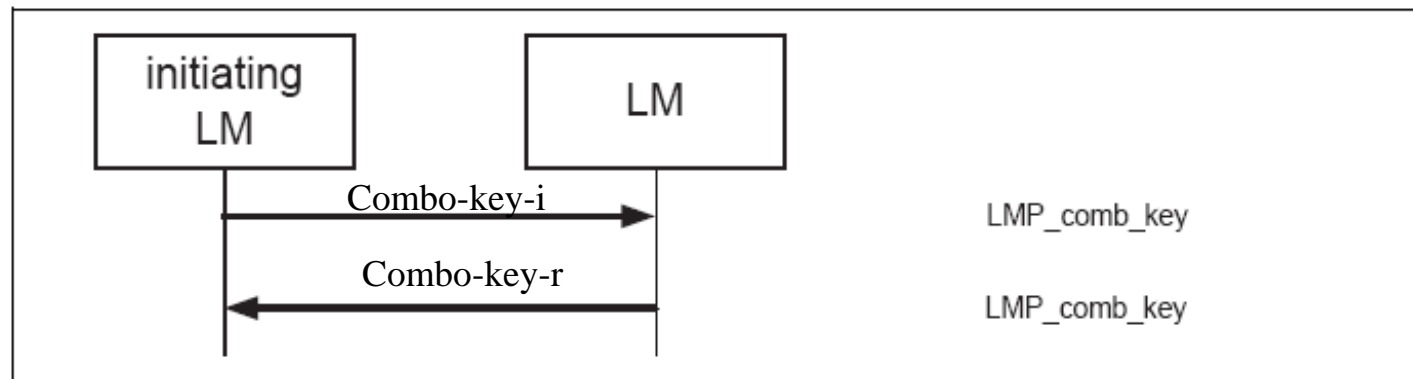 initiating
LM
LM
Combo-key-i
LMP_comb_key
Combo-key-r
LMP_comb_key